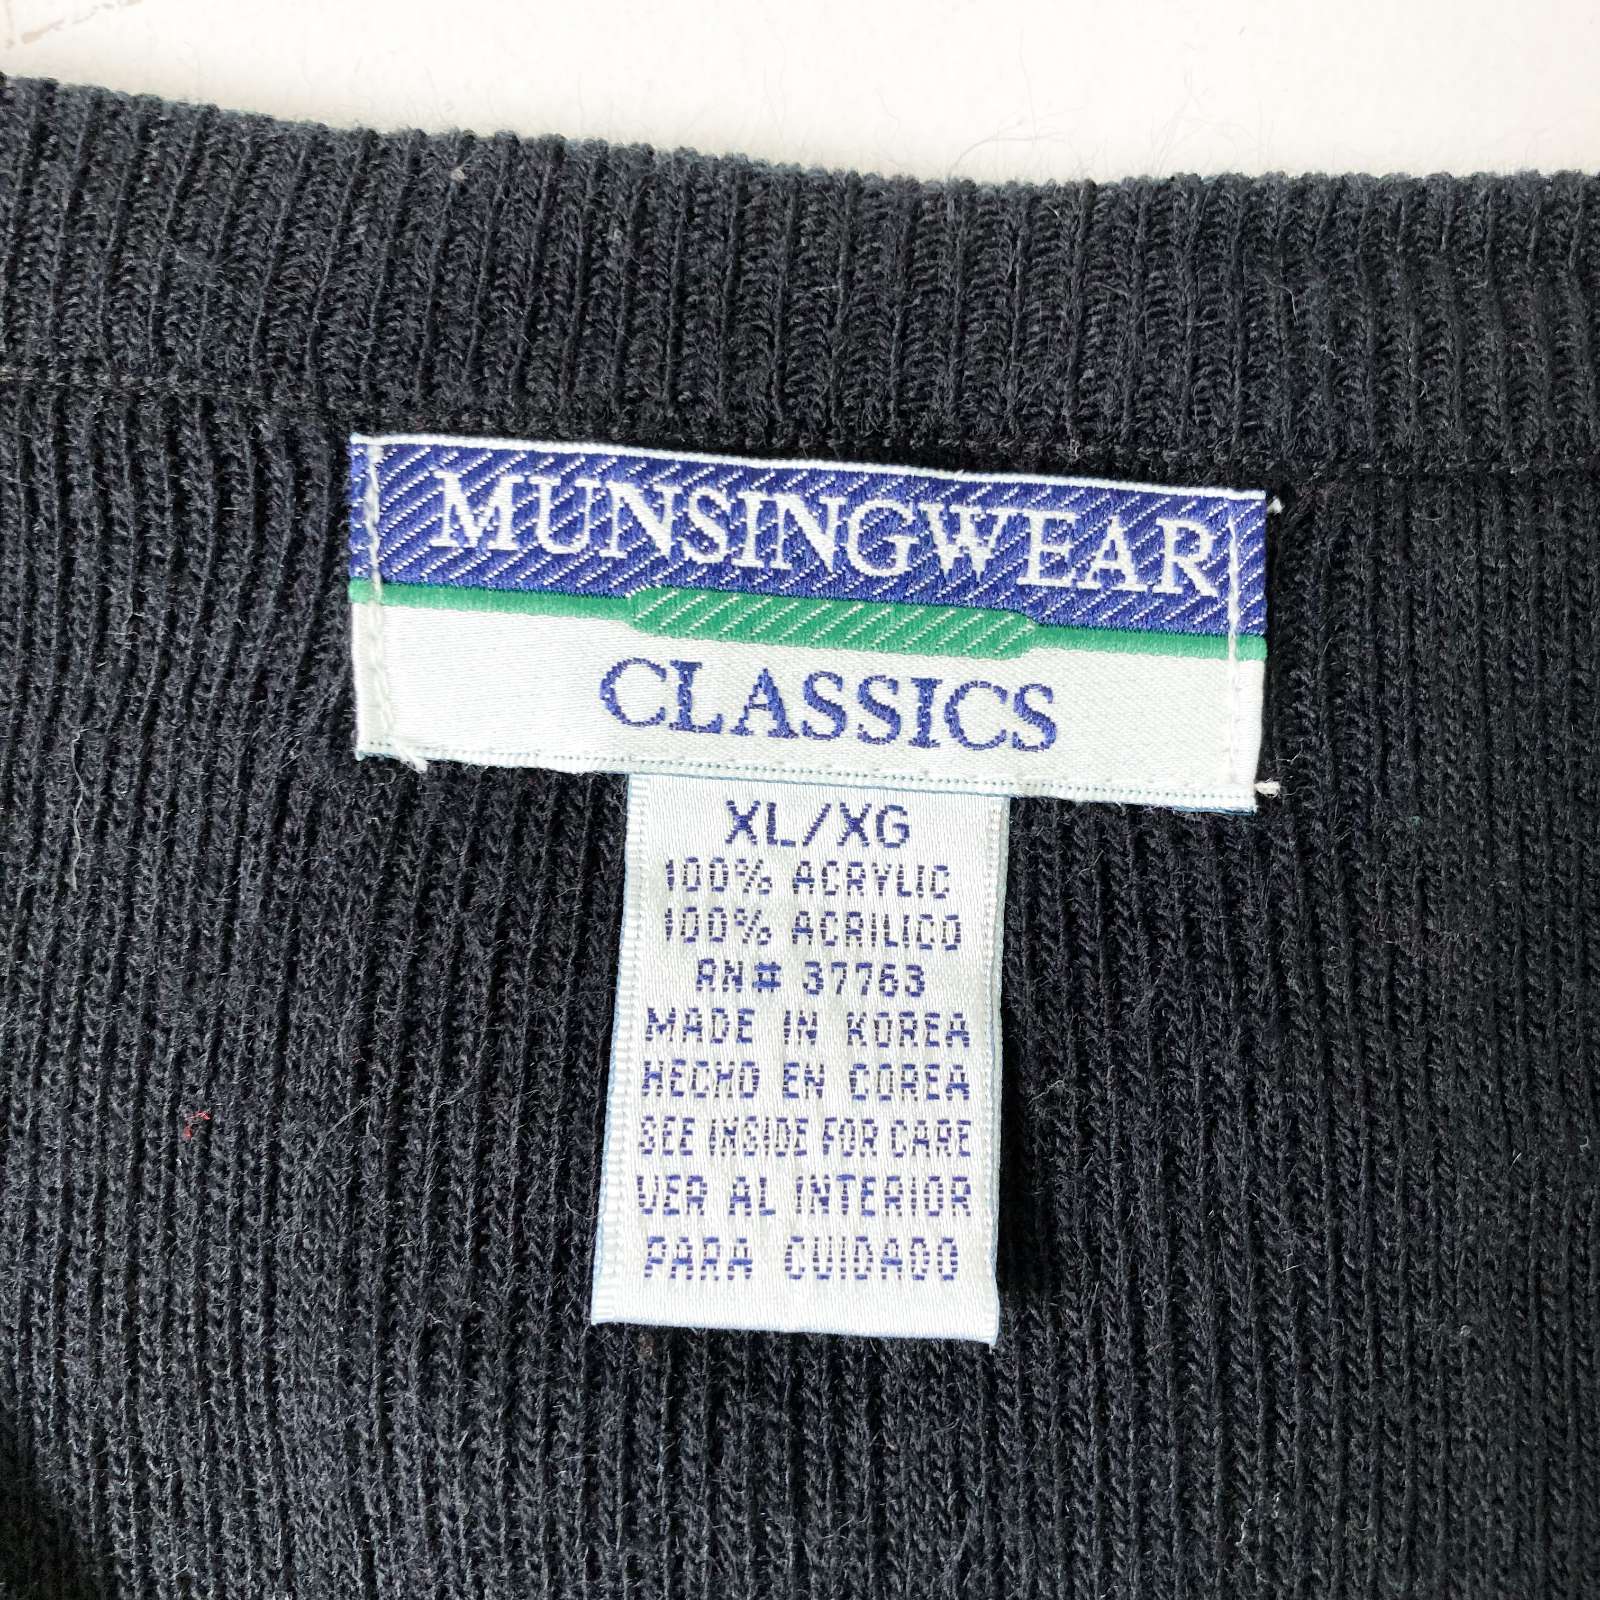 MUNSINGWEAR
CLASSICS
XL/XG
100% ACRYLIC
100% ACRILICO
RN# 37763
MADE IN KOREA
HECHO EN COREA
SEE INSIDE FOR CARE
VER AL INTERIOR
PARA CUIDADO